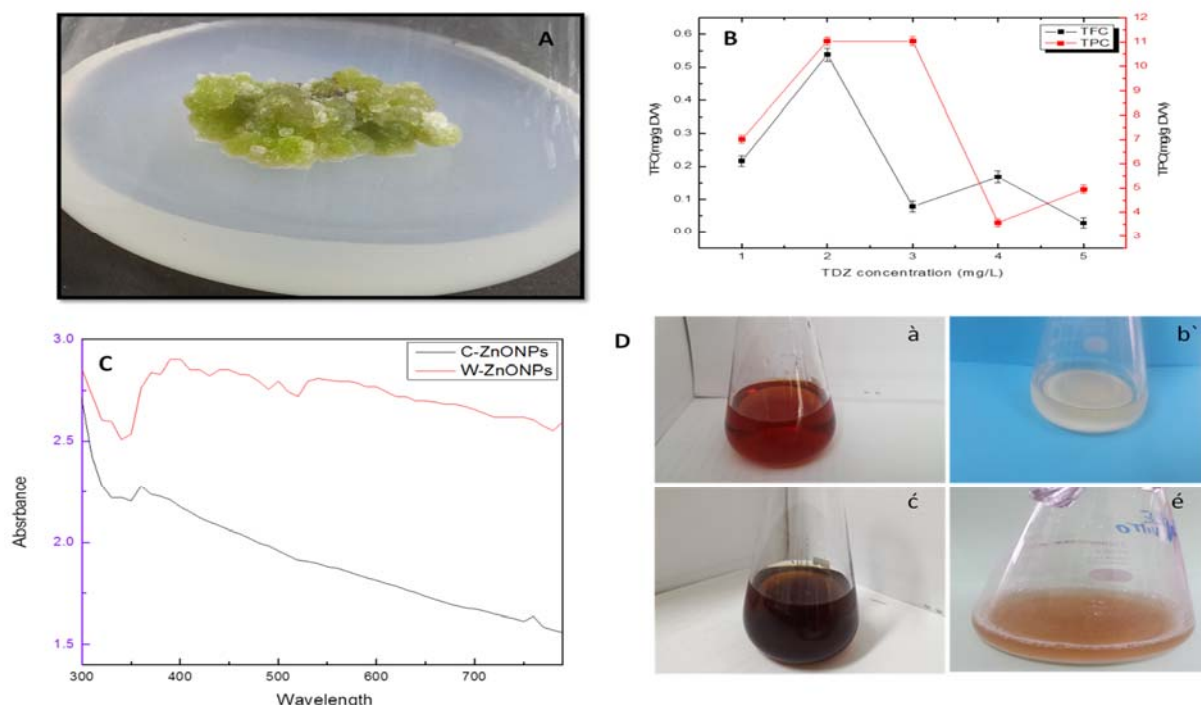 A
B
TFC
TPC
TFC(mg/g DW)
TPC(mg/g DW)
0.6
0.5
0.4
0.3
0.2
0.1
0.0
12
11
10
9
8
7
6
5
4
3
1 2 3 4 5
TDZ concentration (mg/L)
C
C-ZnONPs
W-ZnONPs
Absrbance
3.0
2.5
2.0
1.5
300 400 500 600 700
Wavelength
D
à
b`
ć
é
vitro